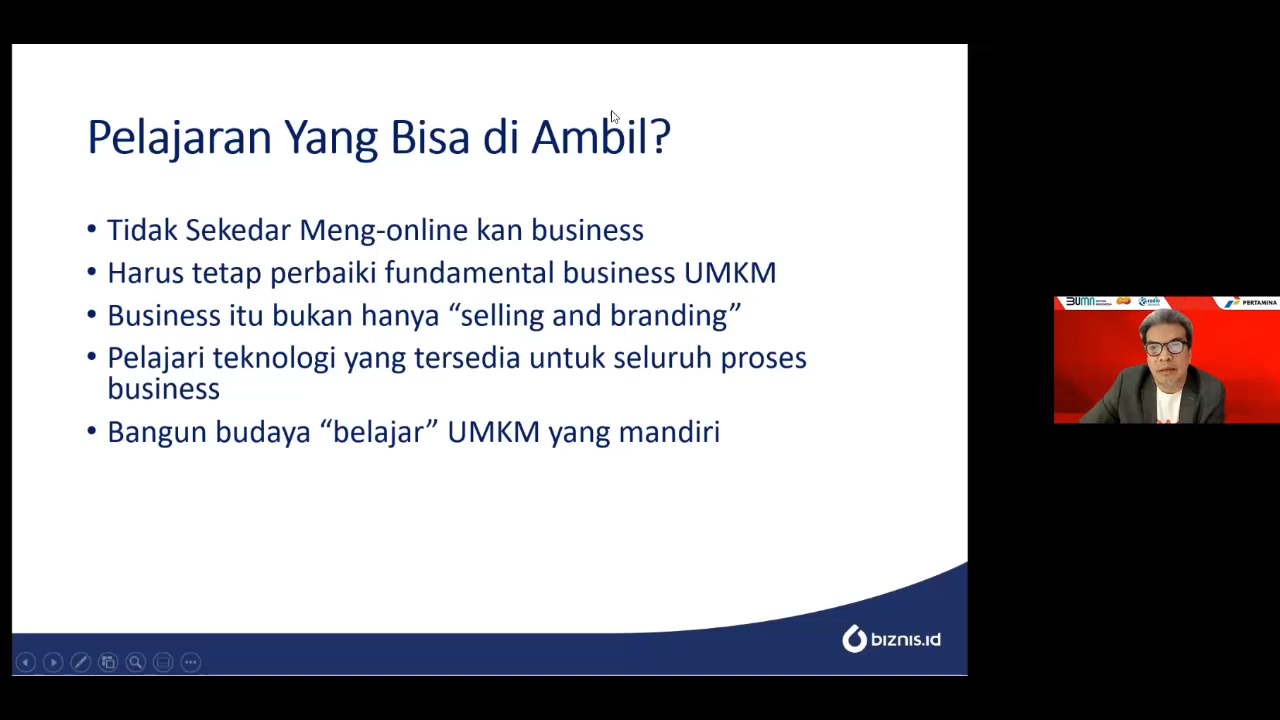 Pelajaran Yang Bisa di Ambil?
• Tidak Sekedar Meng-online kan business
• Harus tetap perbaiki fundamental business UMKM
• Business itu bukan hanya “selling and branding”
• Pelajari teknologi yang tersedia untuk seluruh proses
business
• Bangun budaya “belajar” UMKM yang mandiri
biznis.id
BUMN
PERTAMINA